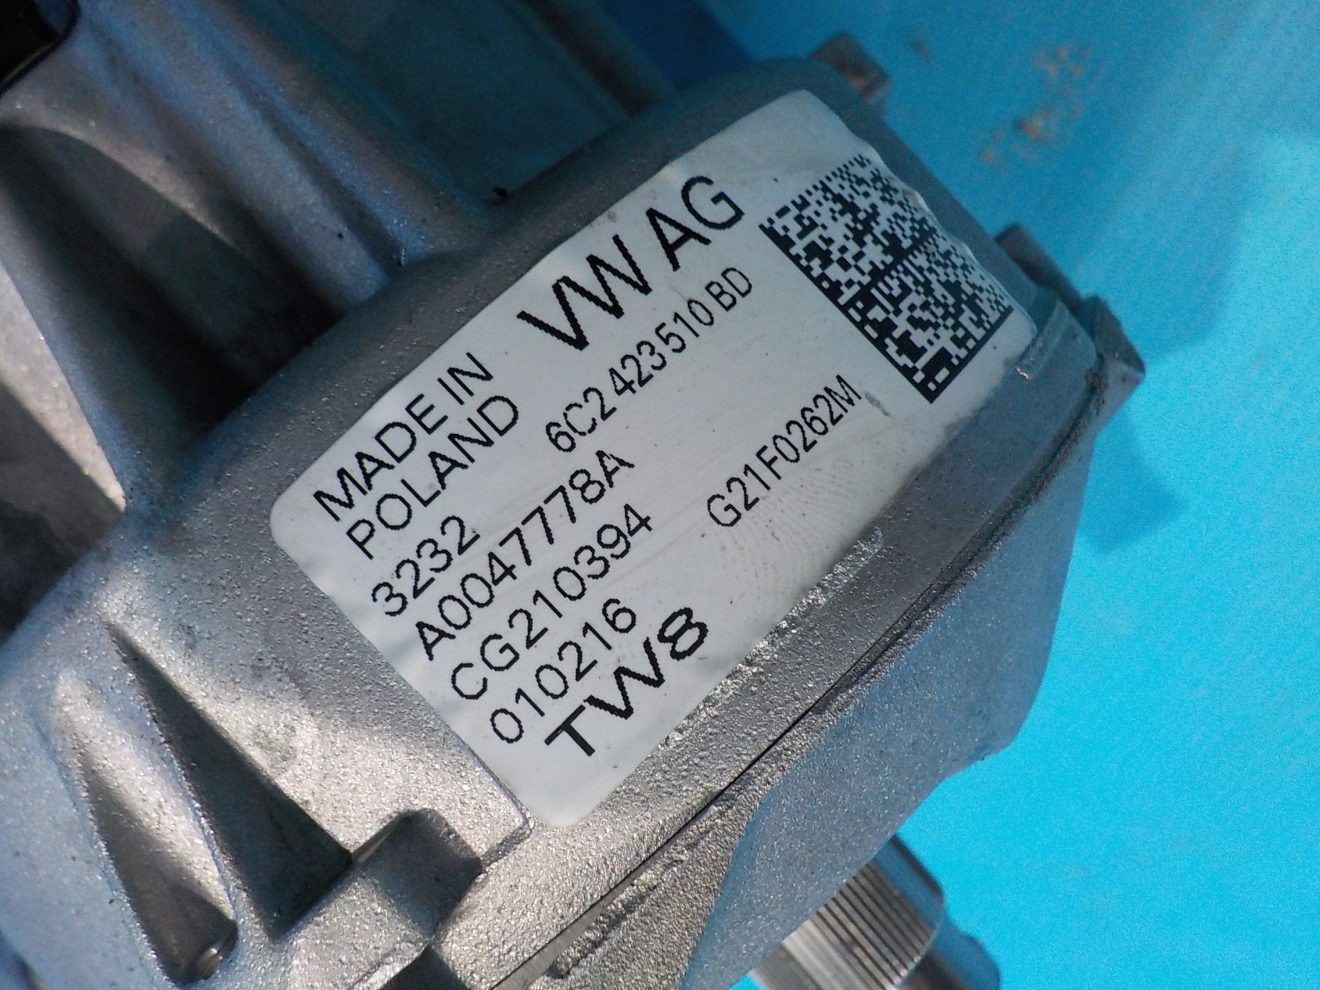 VW AG
MADE IN
POLAND
6C2 423 510 BD
3232
A0047778A
CG210394
G21F0262M
010216
TW8